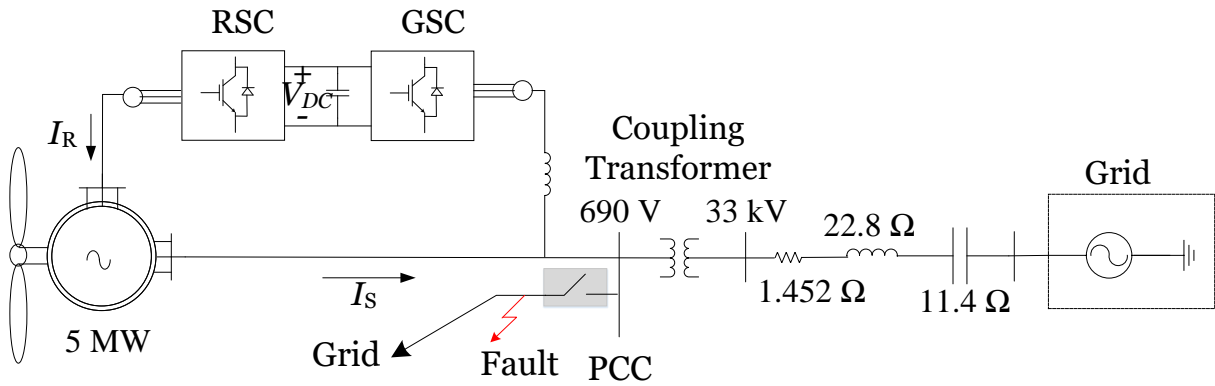 RSC
GSC
+
V_DC
-
I_R
Coupling
Transformer
690 V
33 kV
Grid
22.8 Ω
1.452 Ω
11.4 Ω
I_S
5 MW
Grid
Fault
PCC